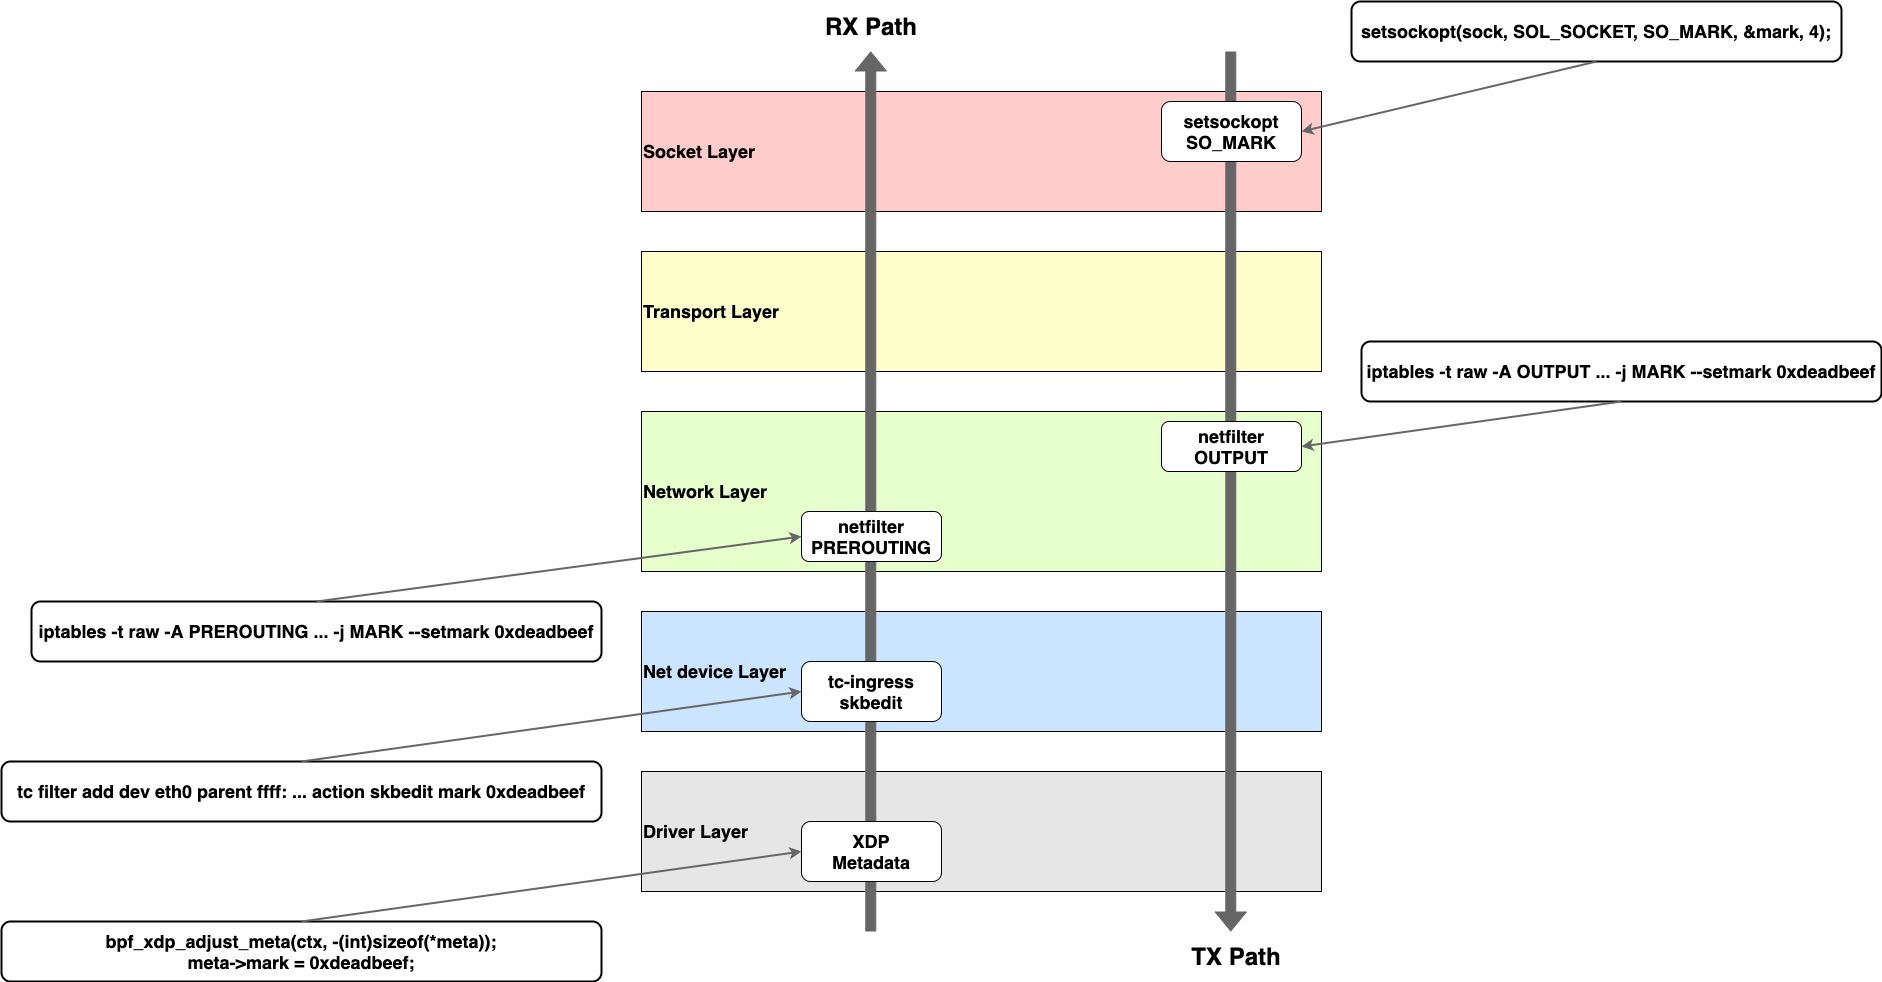 RX Path
setsockopt(sock, SOL_SOCKET, SO_MARK, &mark, 4);
setsockopt
SO_MARK
Socket Layer
Transport Layer
iptables -t raw -A OUTPUT ... -j MARK --setmark 0xdeadbeef
netfilter
OUTPUT
Network Layer
netfilter
PREROUTING
iptables -t raw -A PREROUTING ... -j MARK --setmark 0xdeadbeef
Net device Layer
tc-ingress
skbedit
tc filter add dev eth0 parent ffff: ... action skbedit mark 0xdeadbeef
Driver Layer
XDP
Metadata
bpf_xdp_adjust_meta(ctx, -(int)sizeof(*meta));
meta->mark = 0xdeadbeef;
TX Path